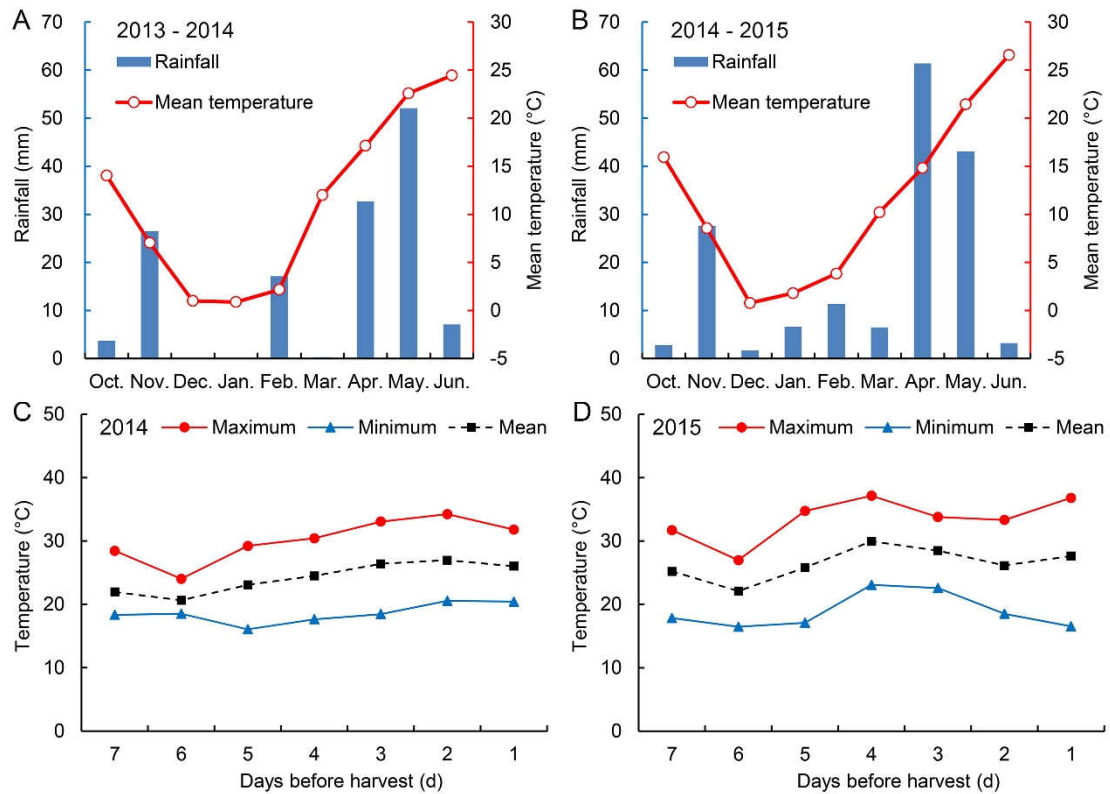 A
2013 - 2014
Rainfall
Mean temperature
Rainfall (mm)
70
60
50
40
30
20
10
0
Mean temperature (°C)
30
25
20
15
10
5
0
-5
Oct. Nov. Dec. Jan. Feb. Mar. Apr. May. Jun.
B
2014 - 2015
Rainfall
Mean temperature
Rainfall (mm)
70
60
50
40
30
20
10
0
Mean temperature (°C)
30
25
20
15
10
5
0
-5
Oct. Nov. Dec. Jan. Feb. Mar. Apr. May. Jun.
C
2014 Maximum Minimum Mean
Temperature (°C)
50
40
30
20
10
0
7 6 5 4 3 2 1
Days before harvest (d)
D
2015 Maximum Minimum Mean
Temperature (°C)
50
40
30
20
10
0
7 6 5 4 3 2 1
Days before harvest (d)